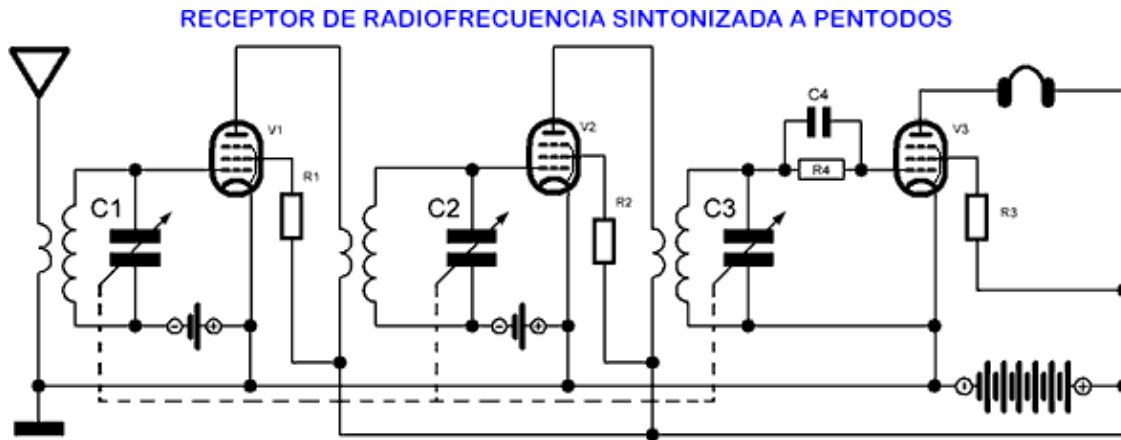 RECEPTOR DE RADIOFRECUENCIA SINTONIZADA A PENTODOS
C4
V1
V2
V3
R1
R4
C1
C2
C3
R2
R3